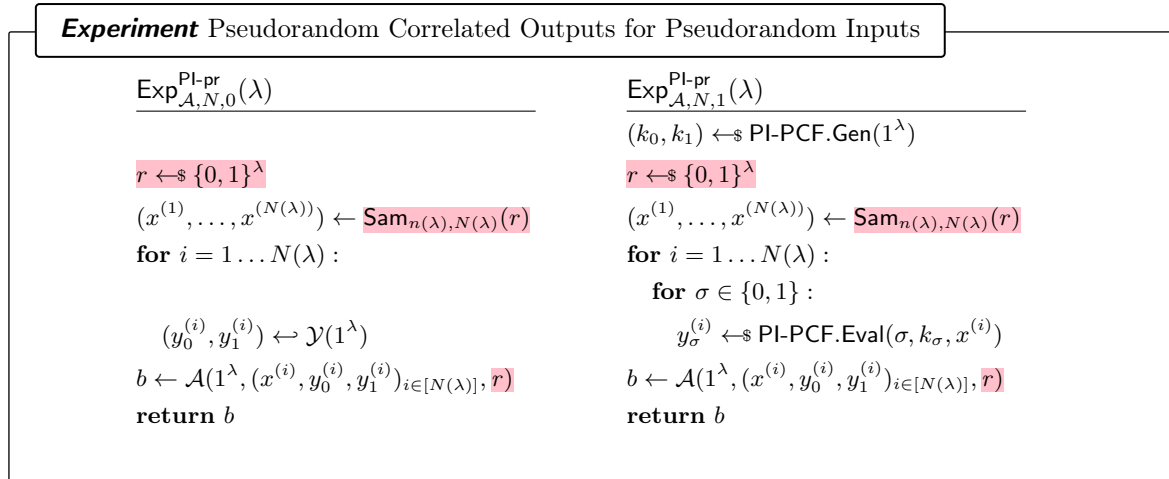 Experiment Pseudorandom Correlated Outputs for Pseudorandom Inputs
Exp^{PI-pr}_{𝒜,N,0}(λ)
r ←$ {0,1}^λ
(x^{(1)}, …, x^{(N(λ))}) ← Sam_{n(λ),N(λ)}(r)
for i = 1 … N(λ) :
(y_0^{(i)}, y_1^{(i)}) ↩ 𝒴(1^λ)
b ← 𝒜(1^λ, (x^{(i)}, y_0^{(i)}, y_1^{(i)})_{i∈[N(λ)]}, r)
return b
Exp^{PI-pr}_{𝒜,N,1}(λ)
(k_0, k_1) ←$ PI-PCF.Gen(1^λ)
r ←$ {0,1}^λ
(x^{(1)}, …, x^{(N(λ))}) ← Sam_{n(λ),N(λ)}(r)
for i = 1 … N(λ) :
for σ ∈ {0,1} :
y_σ^{(i)} ←$ PI-PCF.Eval(σ, k_σ, x^{(i)})
b ← 𝒜(1^λ, (x^{(i)}, y_0^{(i)}, y_1^{(i)})_{i∈[N(λ)]}, r)
return b